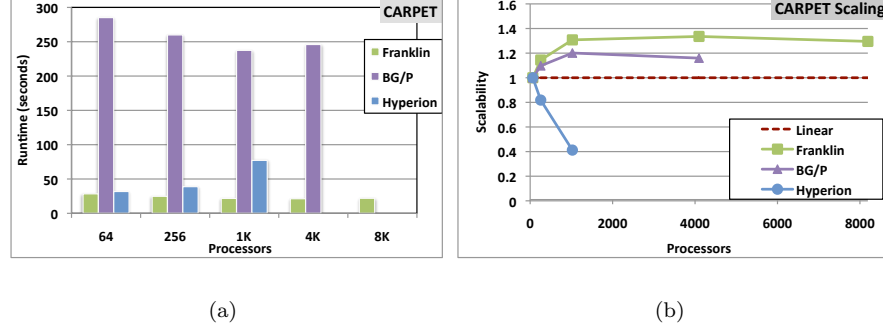 CARPET
300
250
200
150
100
50
0
Runtime (seconds)
Franklin
BG/P
Hyperion
64 256 1K 4K 8K
Processors
(a)
CARPET Scaling
1.6
1.4
1.2
1
0.8
0.6
0.4
0.2
0
Scalability
Linear
Franklin
BG/P
Hyperion
0 2000 4000 6000 8000
Processors
(b)